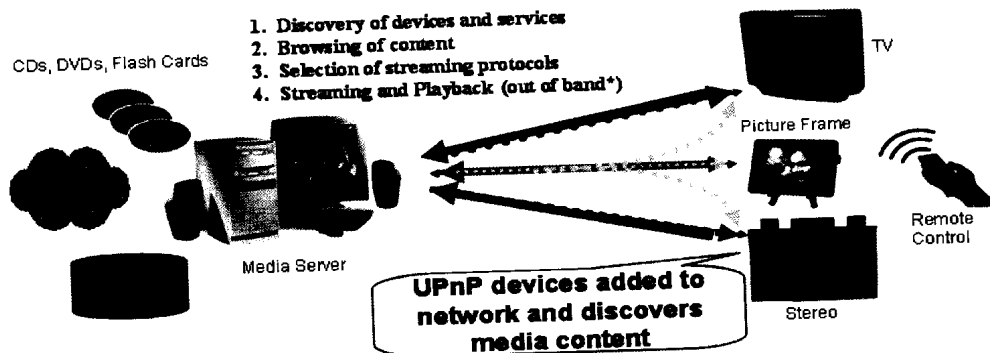 1. Discovery of devices and services
2. Browsing of content
3. Selection of streaming protocols
4. Streaming and Playback (out of band*)
CDs, DVDs, Flash Cards
TV
Picture Frame
Remote
Control
Media Server
UPnP devices added to
network and discovers
media content
Stereo